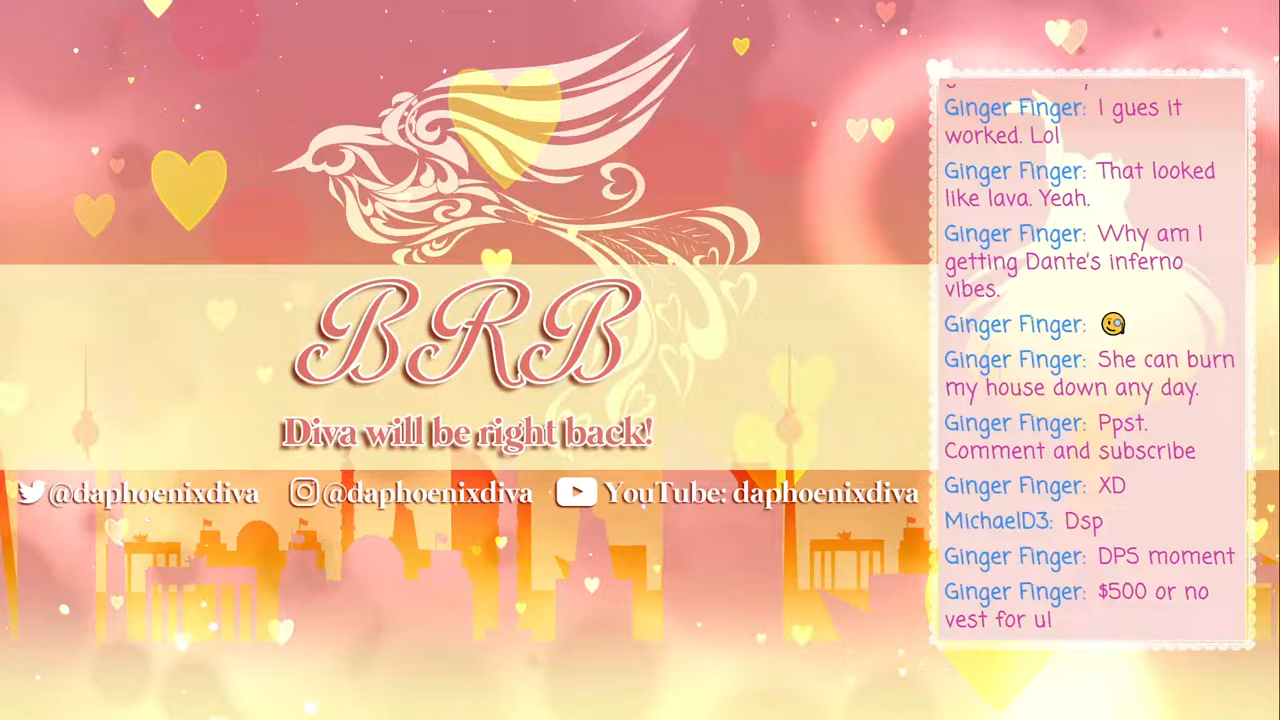 BRB
Diva will be right back!
@daphoenixdiva
@daphoenixdiva
YouTube: daphoenixdiva
Ginger Finger: I gues it
worked. Lol
Ginger Finger: That looked
like lava. Yeah.
Ginger Finger: Why am I
getting Dante's inferno
vibes.
Ginger Finger: 🧐
Ginger Finger: She can burn
my house down any day.
Ginger Finger: Ppst.
Comment and subscribe
Ginger Finger: XD
MichaelD3: Dsp
Ginger Finger: DPS moment
Ginger Finger: $500 or no
vest for ul